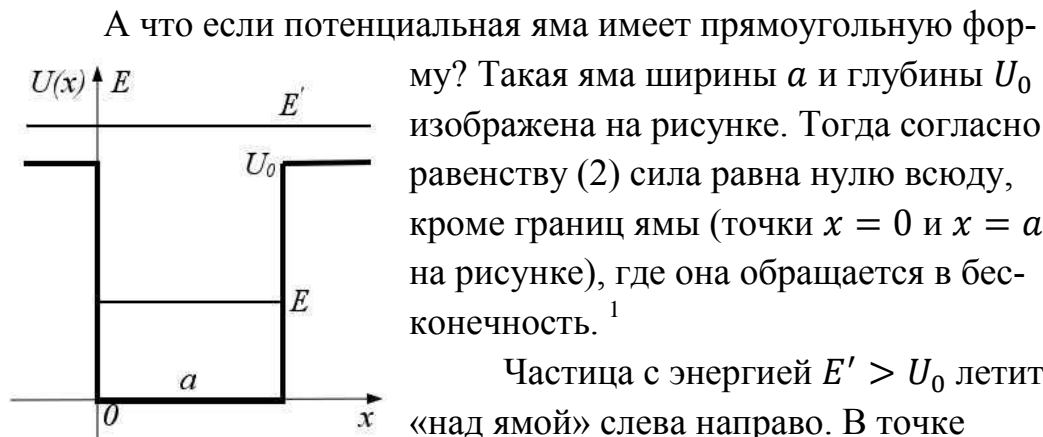 А что если потенциальная яма имеет прямоугольную фор-
му? Такая яма ширины a и глубины U₀
изображена на рисунке. Тогда согласно
равенству (2) сила равна нулю всюду,
кроме границ ямы (точки x = 0 и x = a
на рисунке), где она обращается в бес-
конечность. ¹
Частица с энергией E′ > U₀ летит
«над ямой» слева направо. В точке
U(x) E
E'
U₀
E
a
0
x